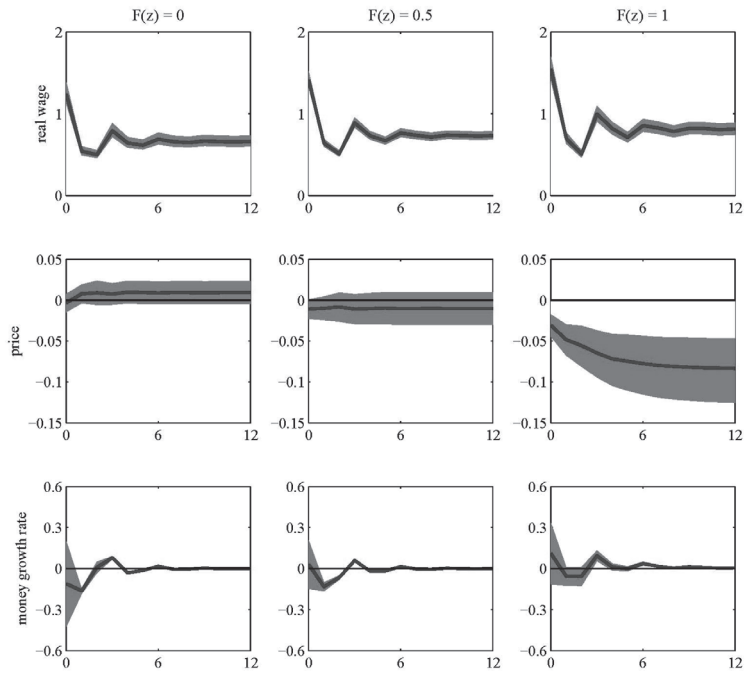 F(z) = 0 F(z) = 0.5 F(z) = 1
real wage
2 2 2
1 1 1
0 0 0
0 6 12 0 6 12 0 6 12
price
0.05 0.05 0.05
0 0 0
−0.05 −0.05 −0.05
−0.1 −0.1 −0.1
−0.15 −0.15 −0.15
0 6 12 0 6 12 0 6 12
money growth rate
0.6 0.6 0.6
0.3 0.3 0.3
0 0 0
−0.3 −0.3 −0.3
−0.6 −0.6 −0.6
0 6 12 0 6 12 0 6 12